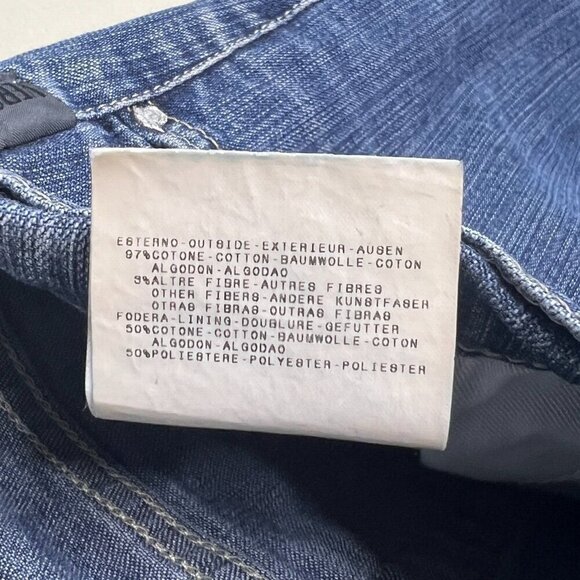 ESTERNO-OUTSIDE-EXTERIEUR-AUSEN
97%COTONE-COTTON-BAUMWOLLE-COTON
ALGODON-ALGODAO
3%ALTRE FIBRE-AUTRES FIBRES
OTHER FIBERS-ANDERE KUNSTFASER
OTRAS FIBRAS-OUTRAS FIBRAS
FODERA-LINING-DOUBLURE-GEFUTTER
50%COTONE-COTTON-BAUMWOLLE-COTON
ALGODON-ALGODAO
50%POLIESTERE-POLYESTER-POLIESTER